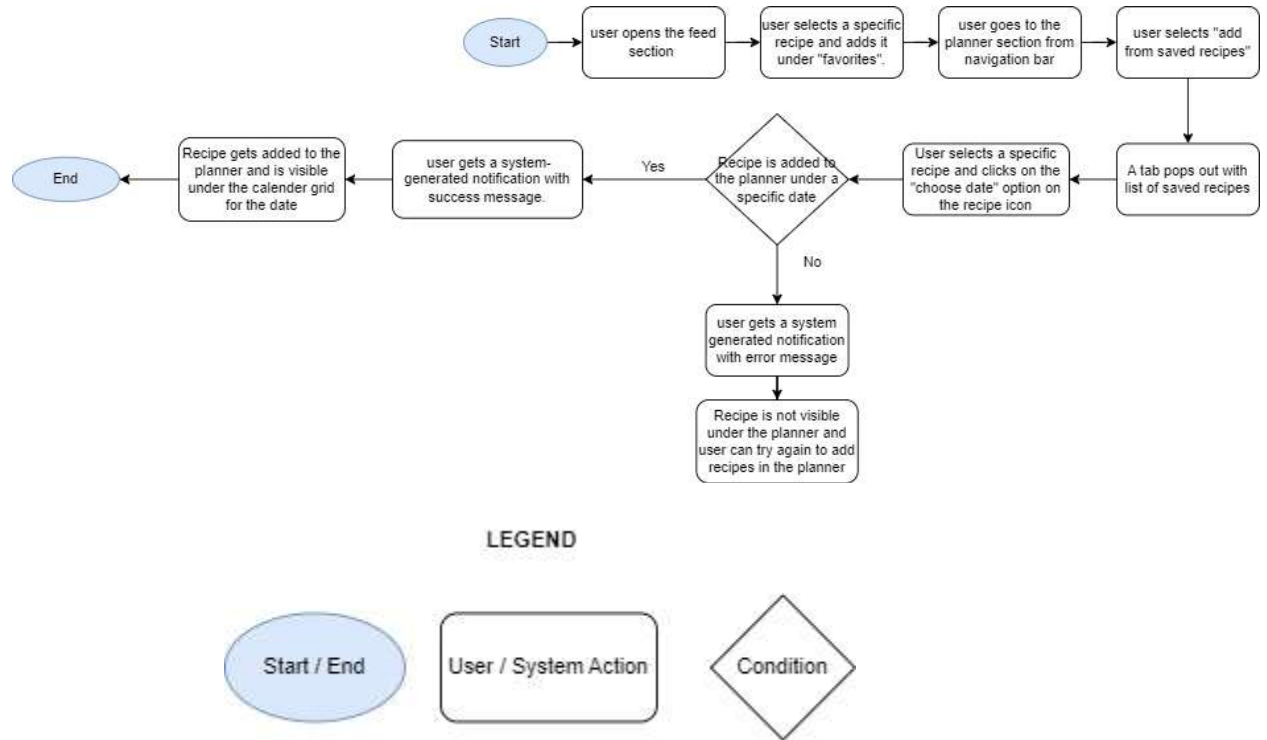 Start
user opens the feed
section
user selects a specific
recipe and adds it
under "favorites".
user goes to the
planner section from
navigation bar
user selects "add
from saved recipes"
A tab pops out with
list of saved recipes
User selects a specific
recipe and clicks on the
"choose date" option on
the recipe icon
Recipe is added to
the planner under a
specific date
Yes
user gets a system-
generated notification with
success message.
Recipe gets added to the
planner and is visible
under the calender grid
for the date
End
No
user gets a system
generated notification
with error message
Recipe is not visible
under the planner and
user can try again to add
recipes in the planner
LEGEND
Start / End
User / System Action
Condition